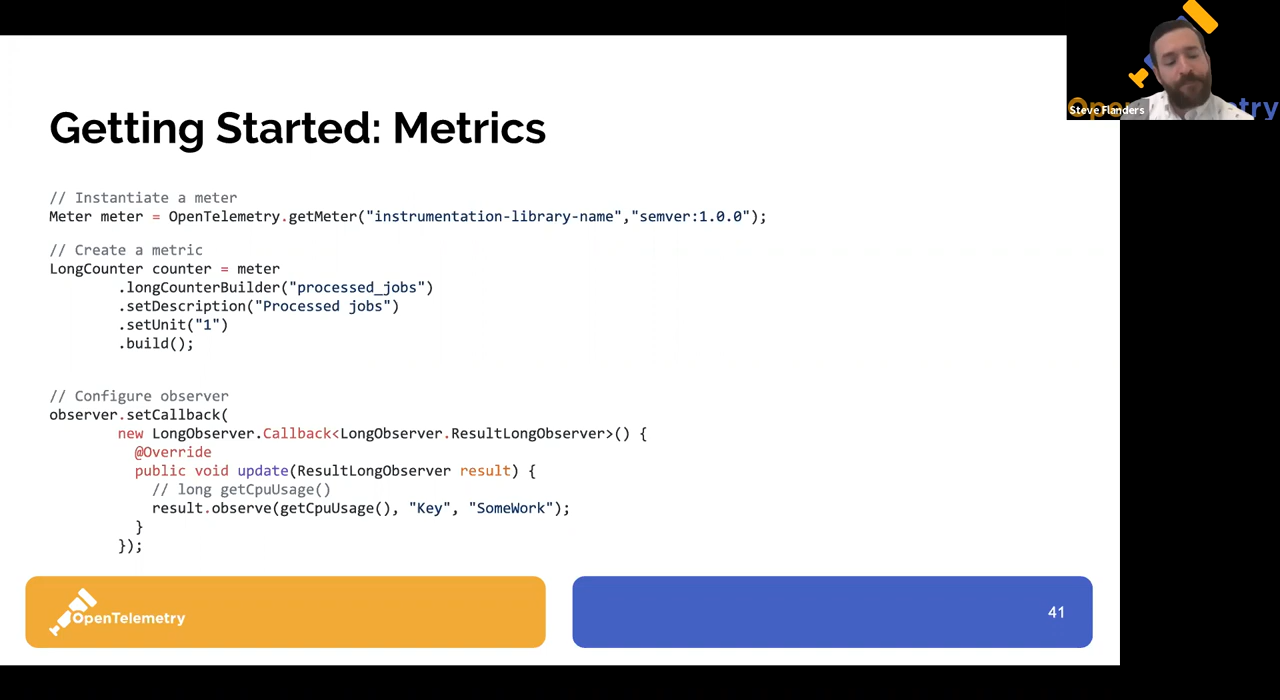 Getting Started: Metrics
// Instantiate a meter
Meter meter = OpenTelemetry.getMeter("instrumentation-library-name","semver:1.0.0");
// Create a metric
LongCounter counter = meter
.longCounterBuilder("processed_jobs")
.setDescription("Processed jobs")
.setUnit("1")
.build();
// Configure observer
observer.setCallback(
new LongObserver.Callback<LongObserver.ResultLongObserver>() {
@Override
public void update(ResultLongObserver result) {
// long getCpuUsage()
result.observe(getCpuUsage(), "Key", "SomeWork");
}
});
OpenTelemetry
41
Steve Flanders